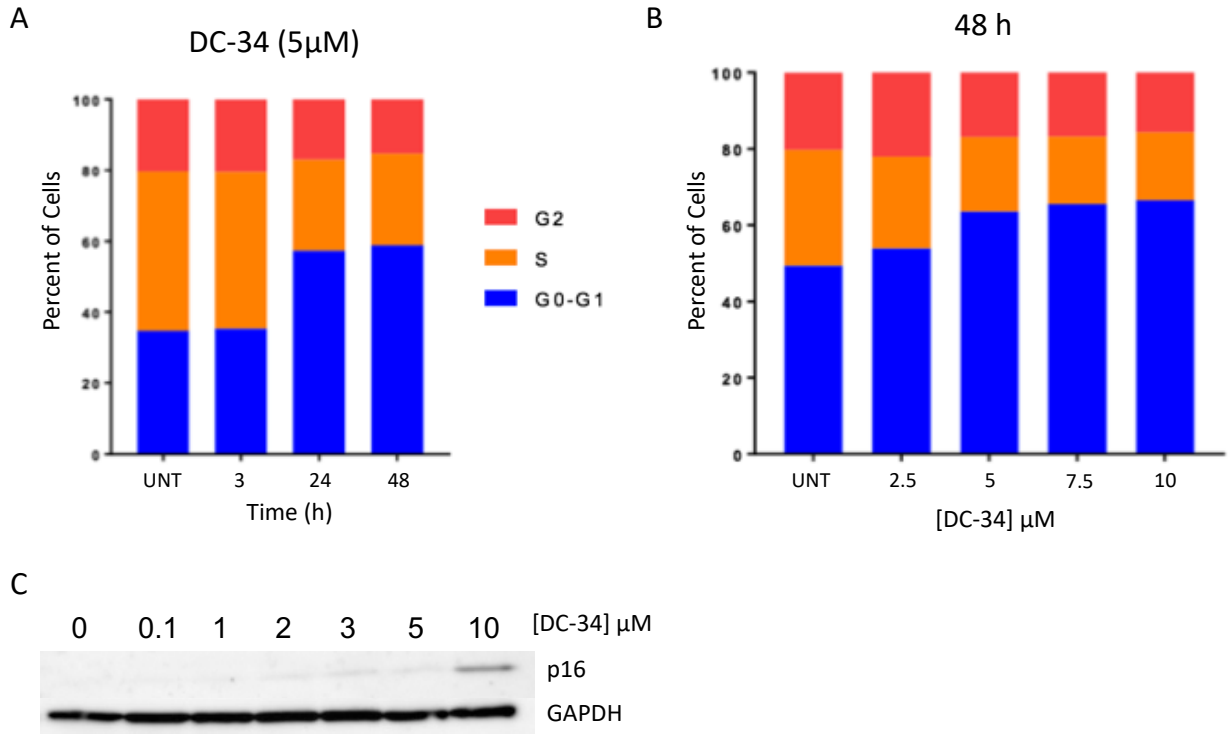 A
DC-34 (5µM)
100
80
60
40
20
0
Percent of Cells
UNT 3 24 48
Time (h)
G2
S
G0-G1
B
48 h
100
80
60
40
20
0
Percent of Cells
UNT 2.5 5 7.5 10
[DC-34] µM
C
0 0.1 1 2 3 5 10 [DC-34] µM
p16
GAPDH